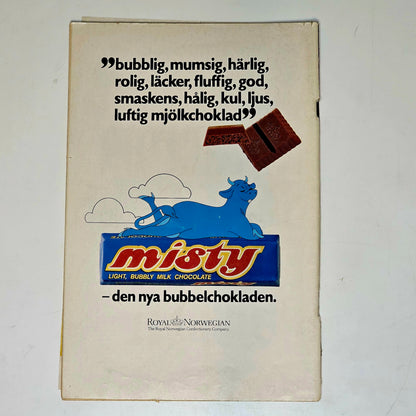 ”bubblig, mumsig, härlig,
rolig, läcker, fluffig, god,
smaskens, hålig, kul, ljus,
luftig mjölkchoklad”
misty
LIGHT, BUBBLY MILK CHOCOLATE
– den nya bubbelchokladen.
ROYAL NORWEGIAN
The Royal Norwegian Confectionery Company